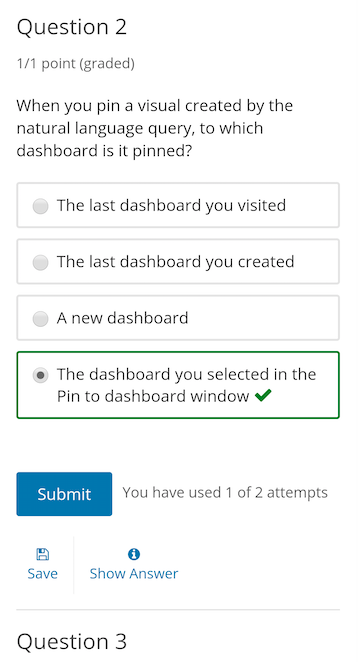 Question 2
1/1 point (graded)
When you pin a visual created by the
natural language query, to which
dashboard is it pinned?
The last dashboard you visited
The last dashboard you created
A new dashboard
The dashboard you selected in the
Pin to dashboard window
Submit
You have used 1 of 2 attempts
Save
Show Answer
Question 3